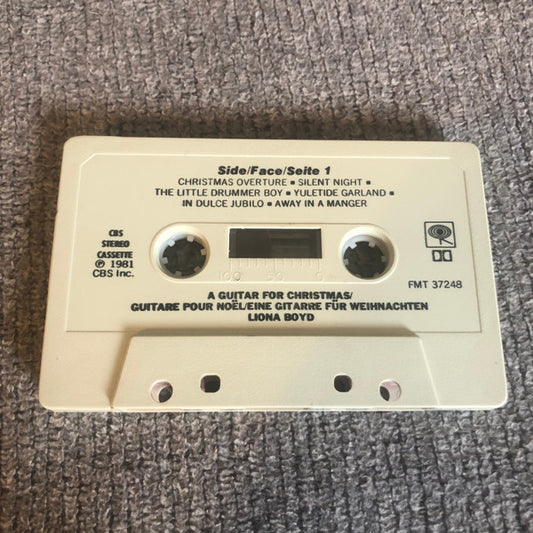 Side/Face/Seite 1
CHRISTMAS OVERTURE ▪ SILENT NIGHT ▪
THE LITTLE DRUMMER BOY ▪ YULETIDE GARLAND ▪
IN DULCE JUBILO ▪ AWAY IN A MANGER
CBS
STEREO
CASSETTE
℗ 1981
CBS Inc.
100 50 0
FMT 37248
A GUITAR FOR CHRISTMAS/
GUITARE POUR NOËL/EINE GITARRE FÜR WEIHNACHTEN
LIONA BOYD